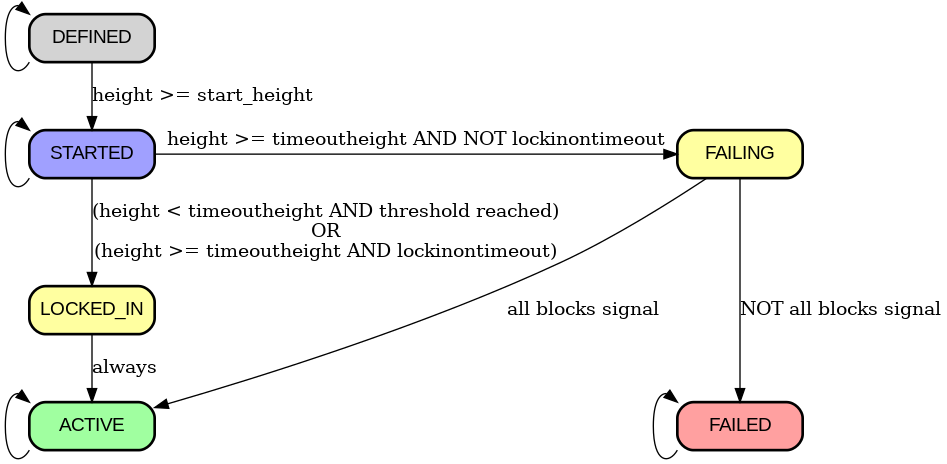 DEFINED
height >= start_height
height >= timeoutheight AND NOT lockinontimeout
STARTED
FAILING
(height < timeoutheight AND threshold reached)
OR
(height >= timeoutheight AND lockinontimeout)
LOCKED_IN
all blocks signal
NOT all blocks signal
always
ACTIVE
FAILED